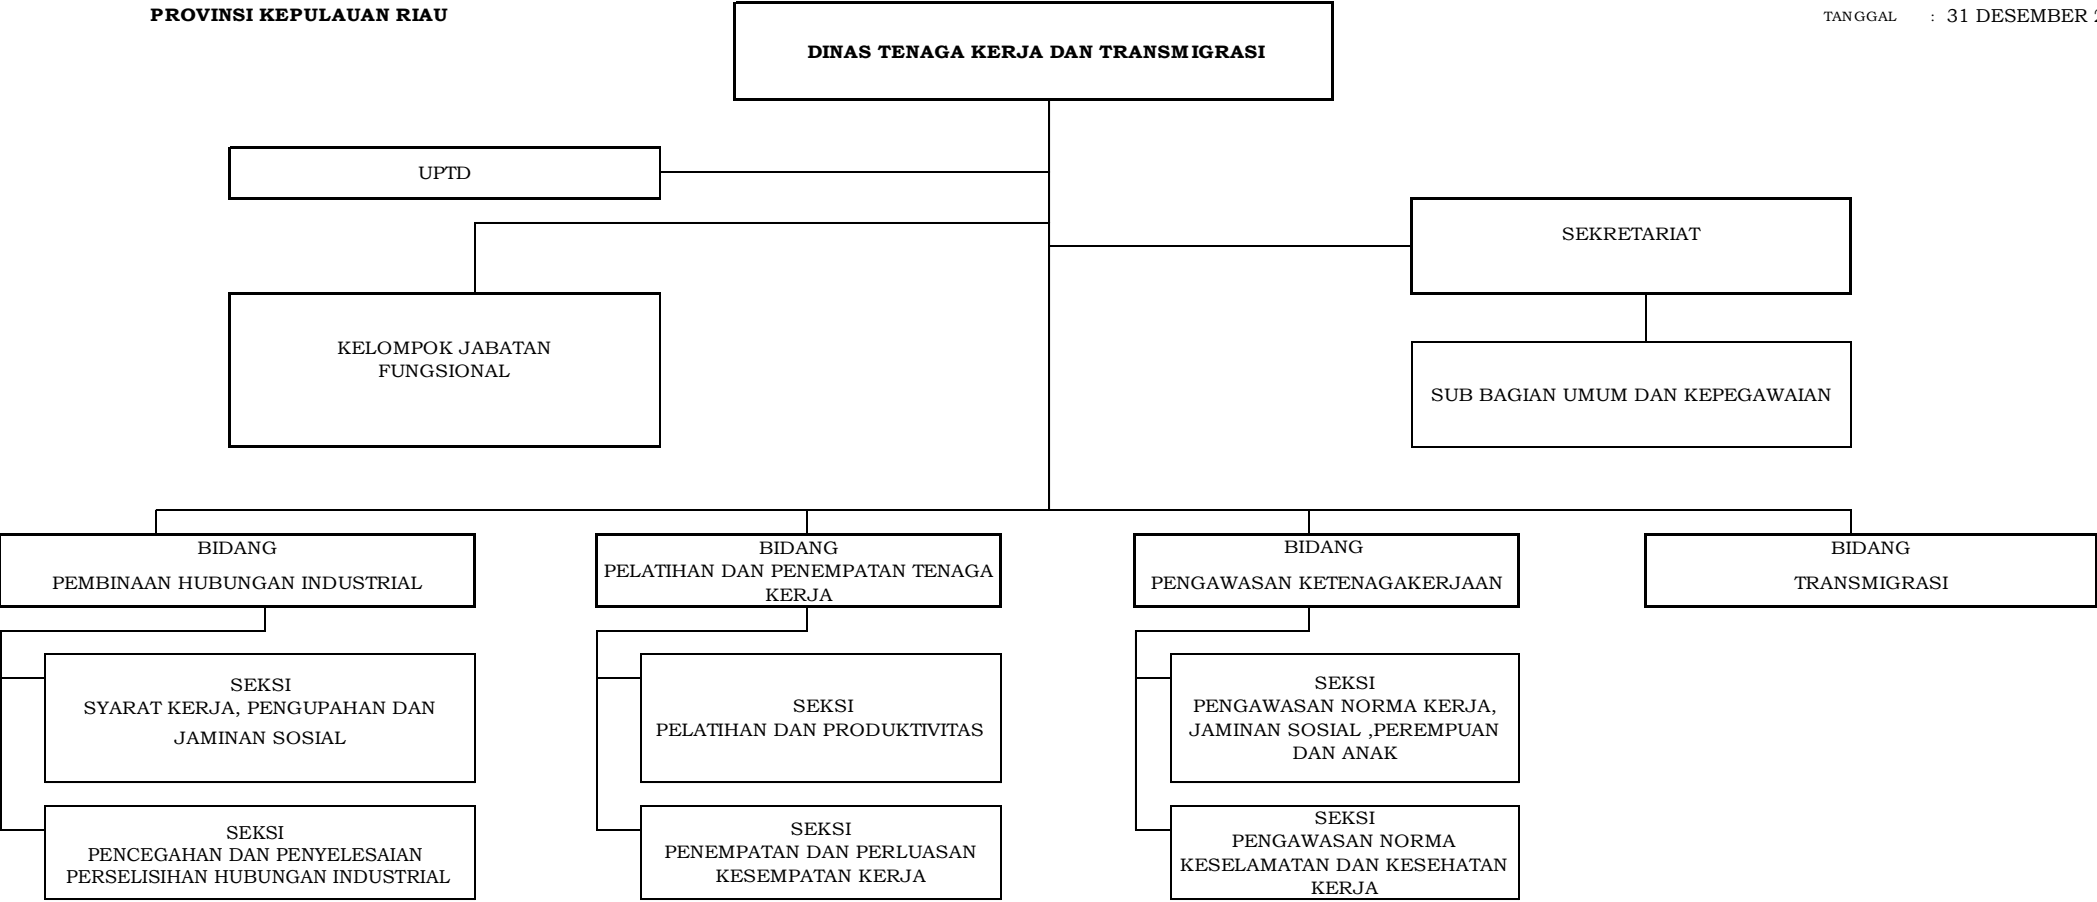 PROVINSI KEPULAUAN RIAU
TANGGAL : 31 DESEMBER
DINAS TENAGA KERJA DAN TRANSMIGRASI
UPTD
SEKRETARIAT
KELOMPOK JABATAN
FUNGSIONAL
SUB BAGIAN UMUM DAN KEPEGAWAIAN
BIDANG
PEMBINAAN HUBUNGAN INDUSTRIAL
BIDANG
PELATIHAN DAN PENEMPATAN TENAGA
KERJA
BIDANG
PENGAWASAN KETENAGAKERJAAN
BIDANG
TRANSMIGRASI
SEKSI
SYARAT KERJA, PENGUPAHAN DAN
JAMINAN SOSIAL
SEKSI
PELATIHAN DAN PRODUKTIVITAS
SEKSI
PENGAWASAN NORMA KERJA,
JAMINAN SOSIAL ,PEREMPUAN
DAN ANAK
SEKSI
PENCEGAHAN DAN PENYELESAIAN
PERSELISIHAN HUBUNGAN INDUSTRIAL
SEKSI
PENEMPATAN DAN PERLUASAN
KESEMPATAN KERJA
SEKSI
PENGAWASAN NORMA
KESELAMATAN DAN KESEHATAN
KERJA